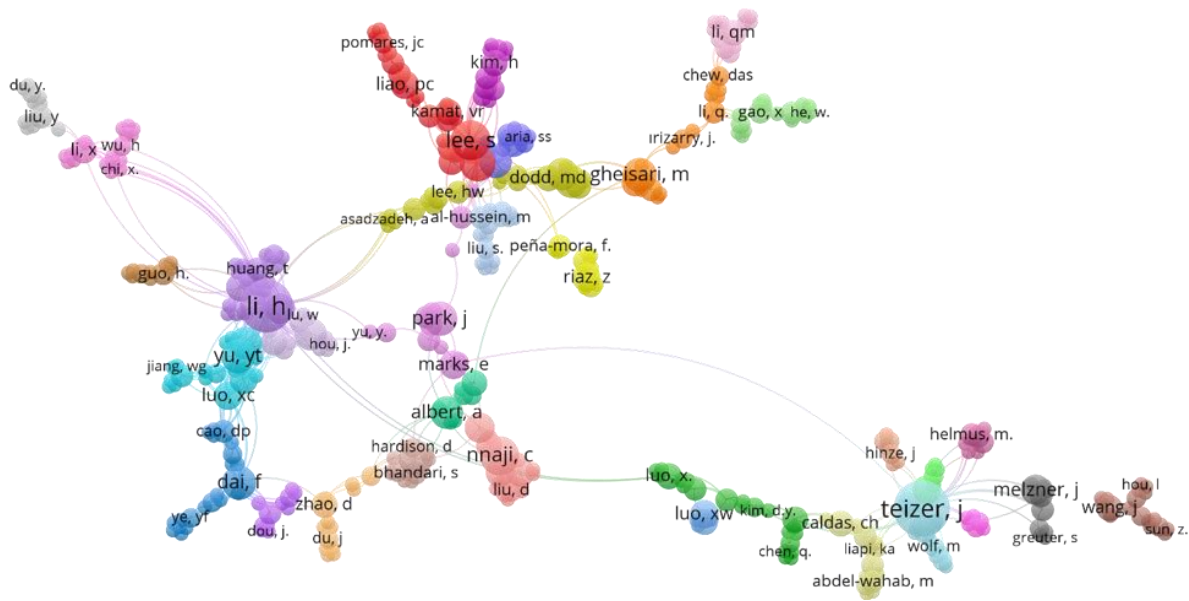 li, qm
pomares, jc
kim, h
liao, pc
chew, das
du, y.
liu, y
kamat, vr
li, q.
gao, x
he, w.
lee, s
aria, ss
irizarry, j.
li, x
wu, h
chi, x.
dodd, md
gheisari, m
lee, hw
asadzadeh, a
al-hussein, m
liu, s.
peña-mora, f.
riaz, z
guo, h.
huang, t
li, h
lu, w
park, j
yu, y.
hou, j.
yu, yt
jiang, wg
marks, e
luo, xc
albert, a
cao, dp
hardison, d
helmus, m.
nnaji, c
hinze, j
bhandari, s
dai, f
luo, x.
liu, d
melzner, j
hou, l
zhao, d
teizer, j
wang, j
luo, xw
kim, d.y.
caldas, ch
ye, yf
dou, j.
sun, z.
du, j
greuter, s
chen, q.
liapi, ka
wolf, m
abdel-wahab, m